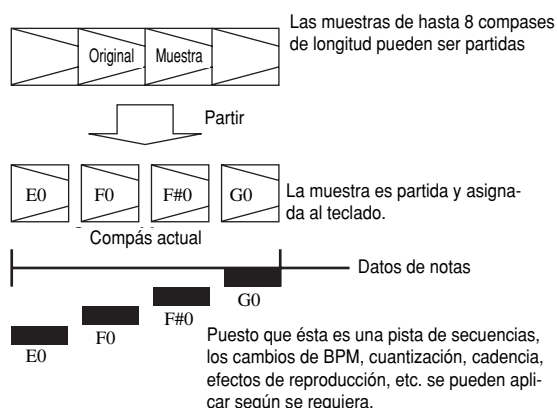 Las muestras de hasta 8 compases
de longitud pueden ser partidas
Original Muestra
Partir
E0 F0 F#0 G0
La muestra es partida y asigna-
da al teclado.
Compás actual
Datos de notas
G0
F#0
F0
E0
Puesto que ésta es una pista de secuencias,
los cambios de BPM, cuantización, cadencia,
efectos de reproducción, etc. se pueden apli-
car según se requiera.